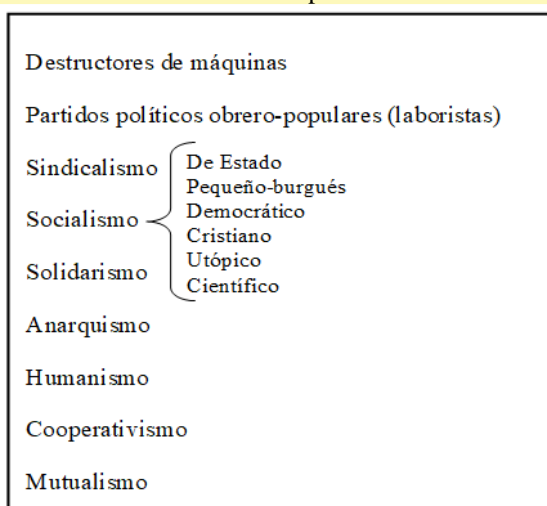 Destructores de máquinas
Partidos políticos obrero-populares (laboristas)
Sindicalismo
Socialismo
De Estado
Pequeño-burgués
Democrático
Cristiano
Utópico
Científico
Solidarismo
Anarquismo
Humanismo
Cooperativismo
Mutualismo